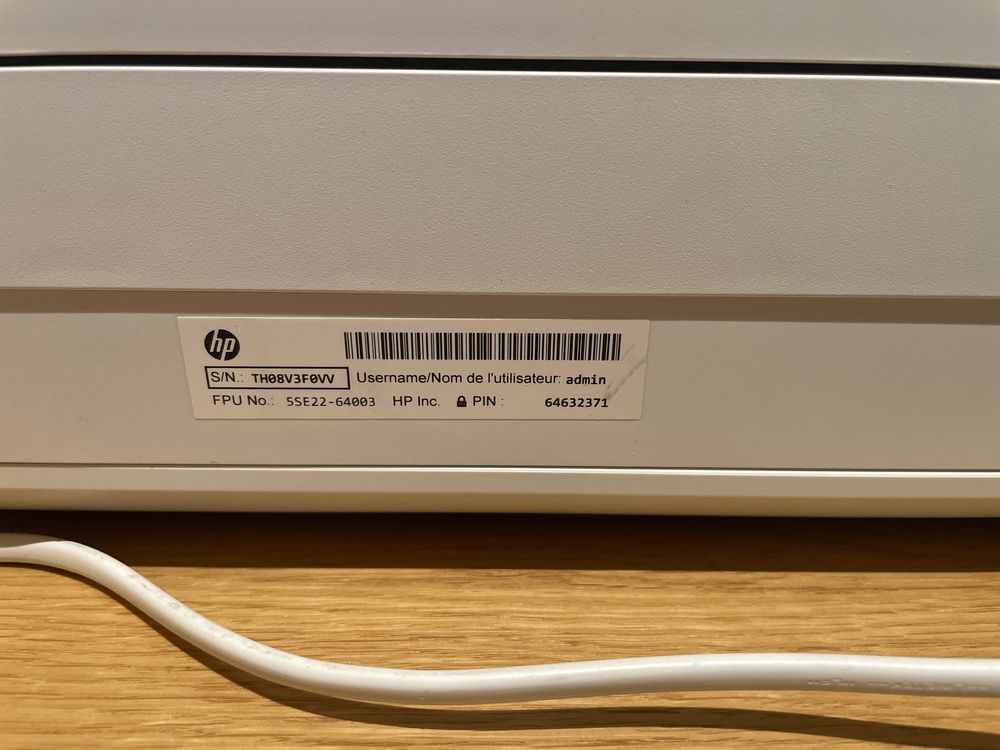 hp
S/N.: TH08V3F0VV Username/Nom de l'utilisateur: admin
FPU No.: 5SE22-64003 HP Inc. PIN : 64632371